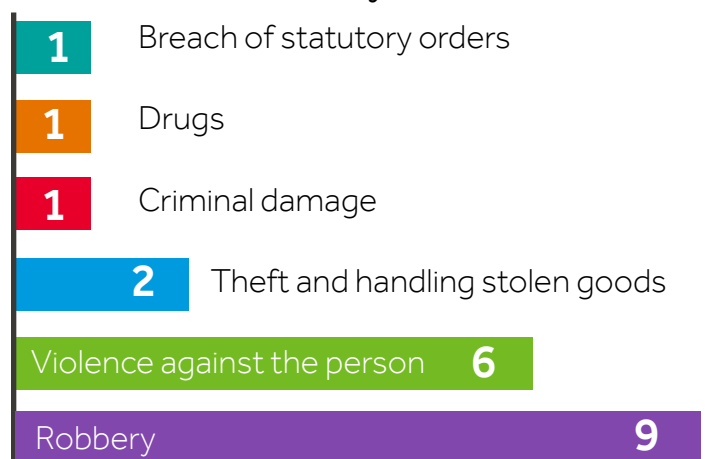 1 Breach of statutory orders
1 Drugs
1 Criminal damage
2 Theft and handling stolen goods
Violence against the person 6
Robbery 9